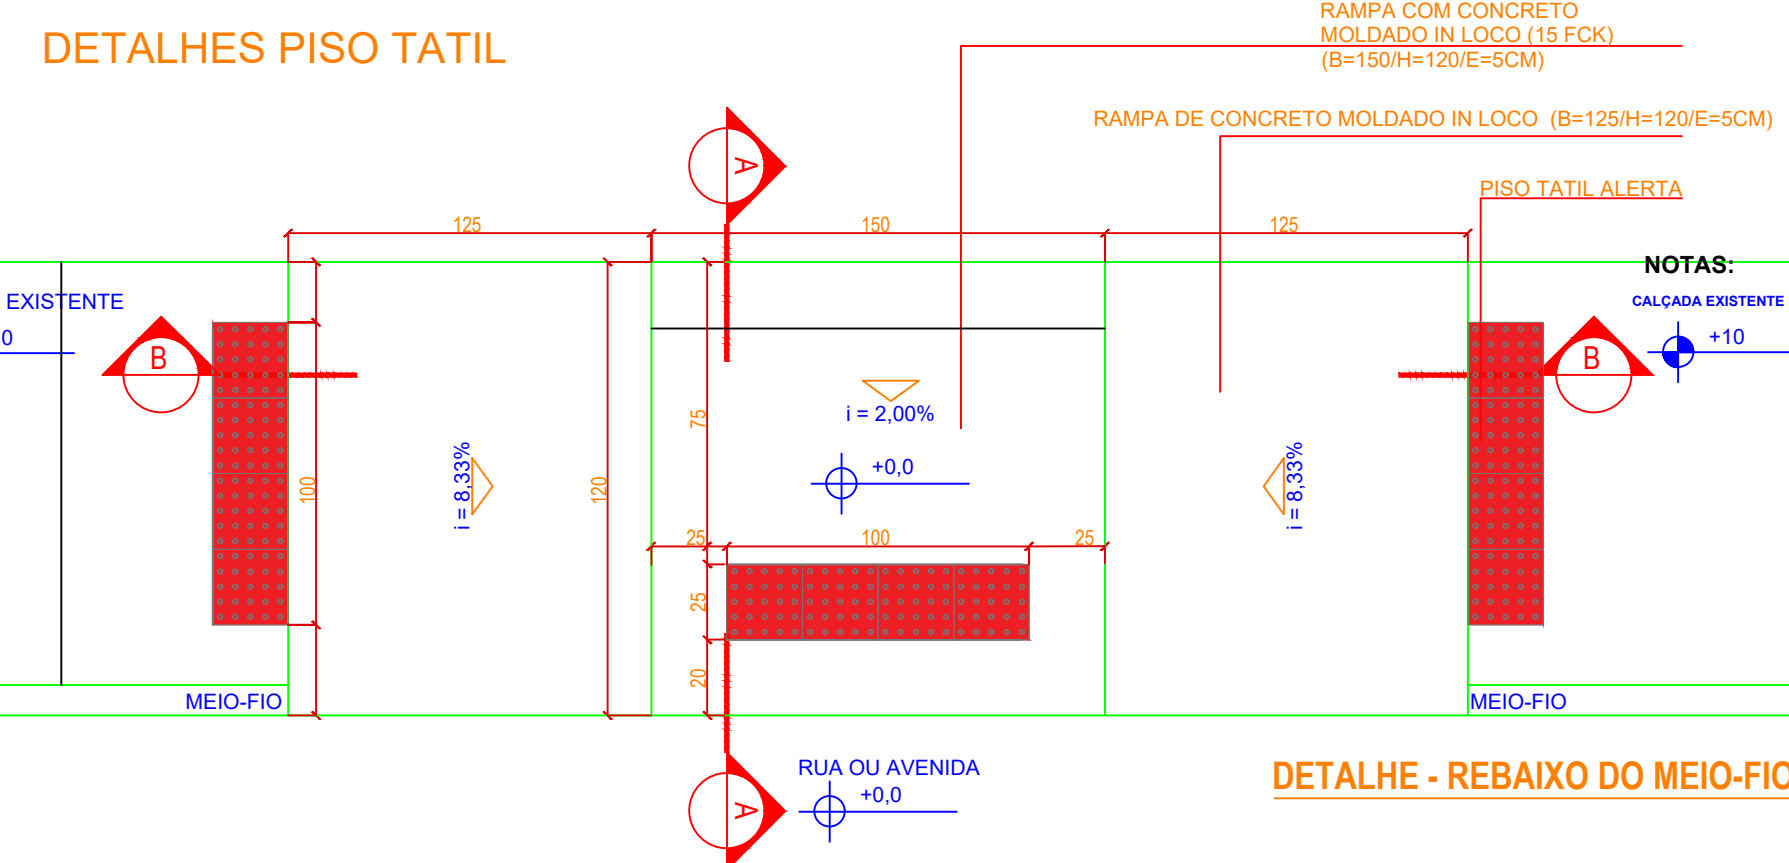 DETALHES PISO TATIL
RAMPA COM CONCRETO
MOLDADO IN LOCO (15 FCK)
(B=150/H=120/E=5CM)
RAMPA DE CONCRETO MOLDADO IN LOCO (B=125/H=120/E=5CM)
PISO TATIL ALERTA
A
125
150
125
NOTAS:
EXISTENTE
0
CALÇADA EXISTENTE
+10
B
B
i = 2,00%
75
+0,0
i = 8,33%
i = 8,33%
100
120
25
100
25
25
20
MEIO-FIO
MEIO-FIO
RUA OU AVENIDA
+0,0
A
DETALHE - REBAIXO DO MEIO-FIO